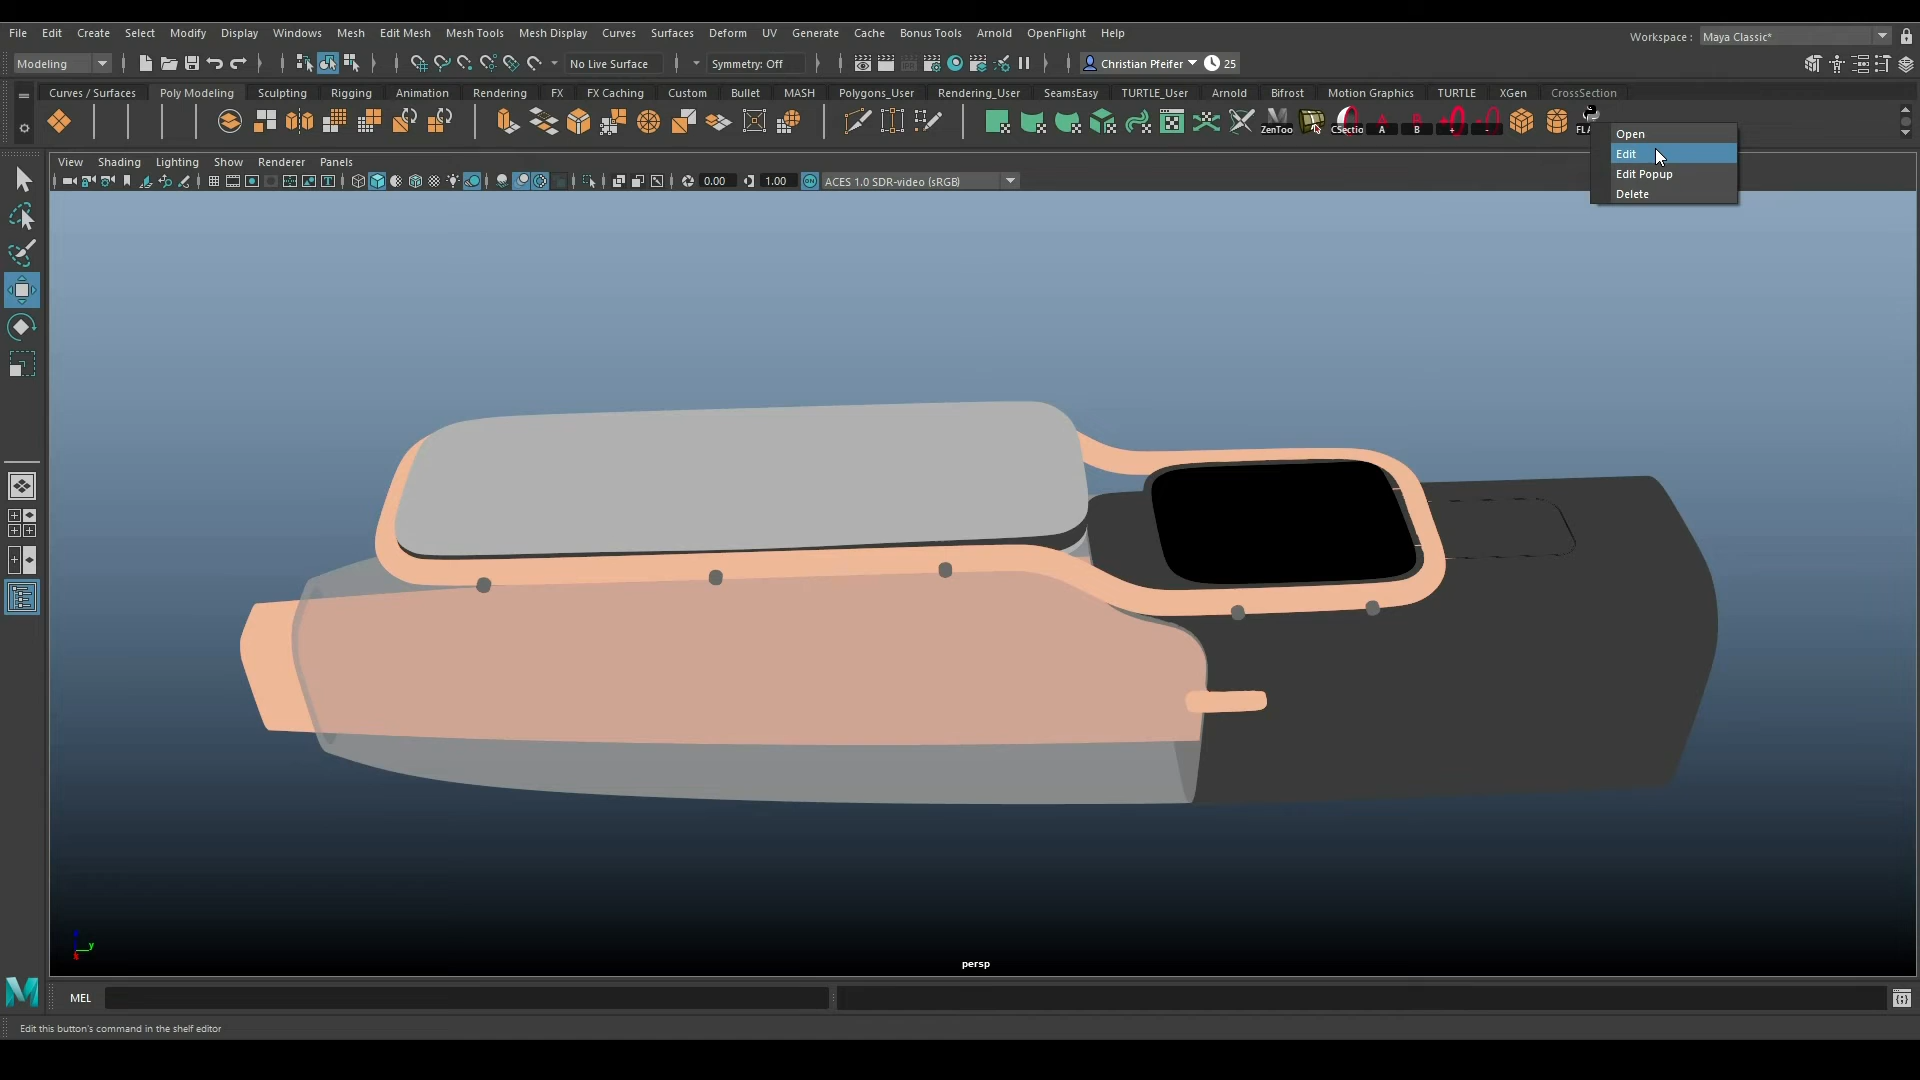 File Edit Create Select Modify Display Windows Mesh Edit Mesh Mesh Tools Mesh Display Curves Surfaces Deform UV Generate Cache Bonus Tools Arnold OpenFlight Help
Workspace : Maya Classic*
Modeling No Live Surface Symmetry: Off Christian Pfeifer 25
Curves / Surfaces Poly Modeling Sculpting Rigging Animation Rendering FX FX Caching Custom Bullet MASH Polygons_User Rendering_User SeamsEasy TURTLE_User Arnold Bifrost Motion Graphics TURTLE XGen CrossSection
ZenToo CSectio A B + - FLA
Open
Edit
Edit Popup
Delete
View Shading Lighting Show Renderer Panels
0.00 1.00 ON ACES 1.0 SDR-video (sRGB)
y
persp
MEL
Edit this button's command in the shelf editor